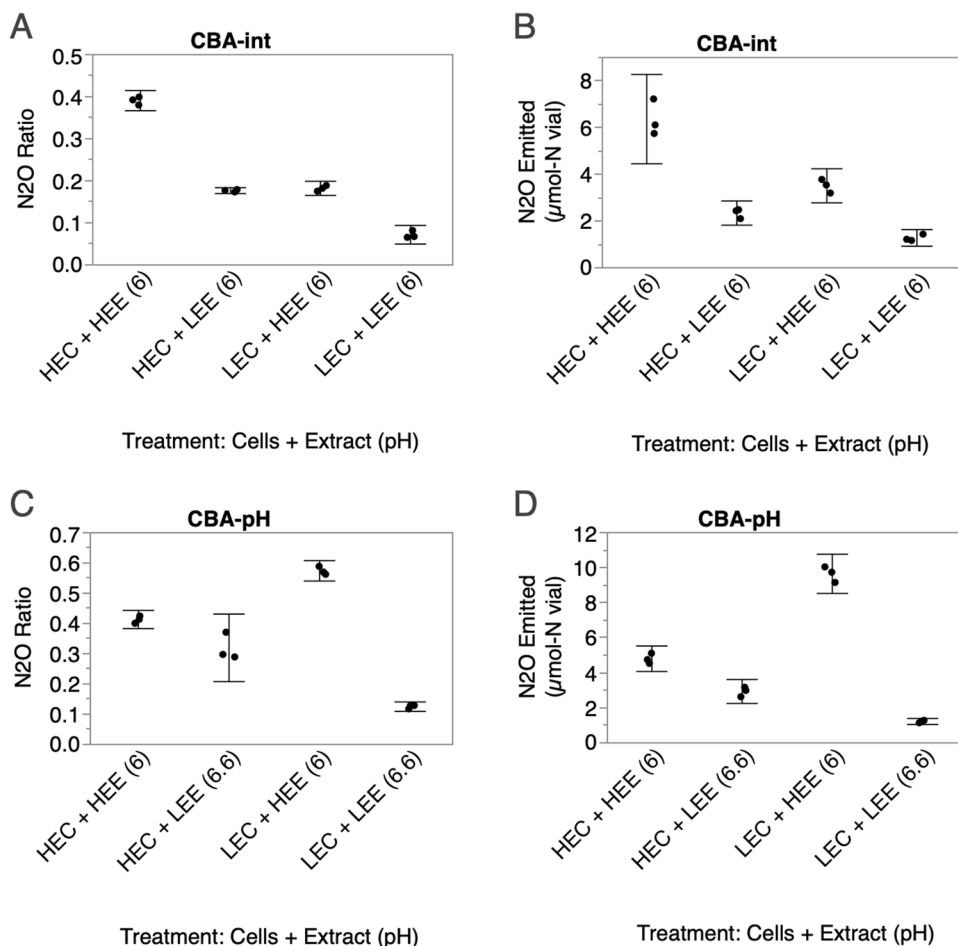 A
CBA-int
N2O Ratio
0.5
0.4
0.3
0.2
0.1
0.0
HEC + HEE (6)
HEC + LEE (6)
LEC + HEE (6)
LEC + LEE (6)
Treatment: Cells + Extract (pH)
B
CBA-int
N2O Emitted
(µmol-N vial)
8
6
4
2
0
HEC + HEE (6)
HEC + LEE (6)
LEC + HEE (6)
LEC + LEE (6)
Treatment: Cells + Extract (pH)
C
CBA-pH
N2O Ratio
0.7
0.6
0.5
0.4
0.3
0.2
0.1
0.0
HEC + HEE (6)
HEC + LEE (6.6)
LEC + HEE (6)
LEC + LEE (6.6)
Treatment: Cells + Extract (pH)
D
CBA-pH
N2O Emitted
(µmol-N vial)
12
10
8
6
4
2
0
HEC + HEE (6)
HEC + LEE (6.6)
LEC + HEE (6)
LEC + LEE (6.6)
Treatment: Cells + Extract (pH)